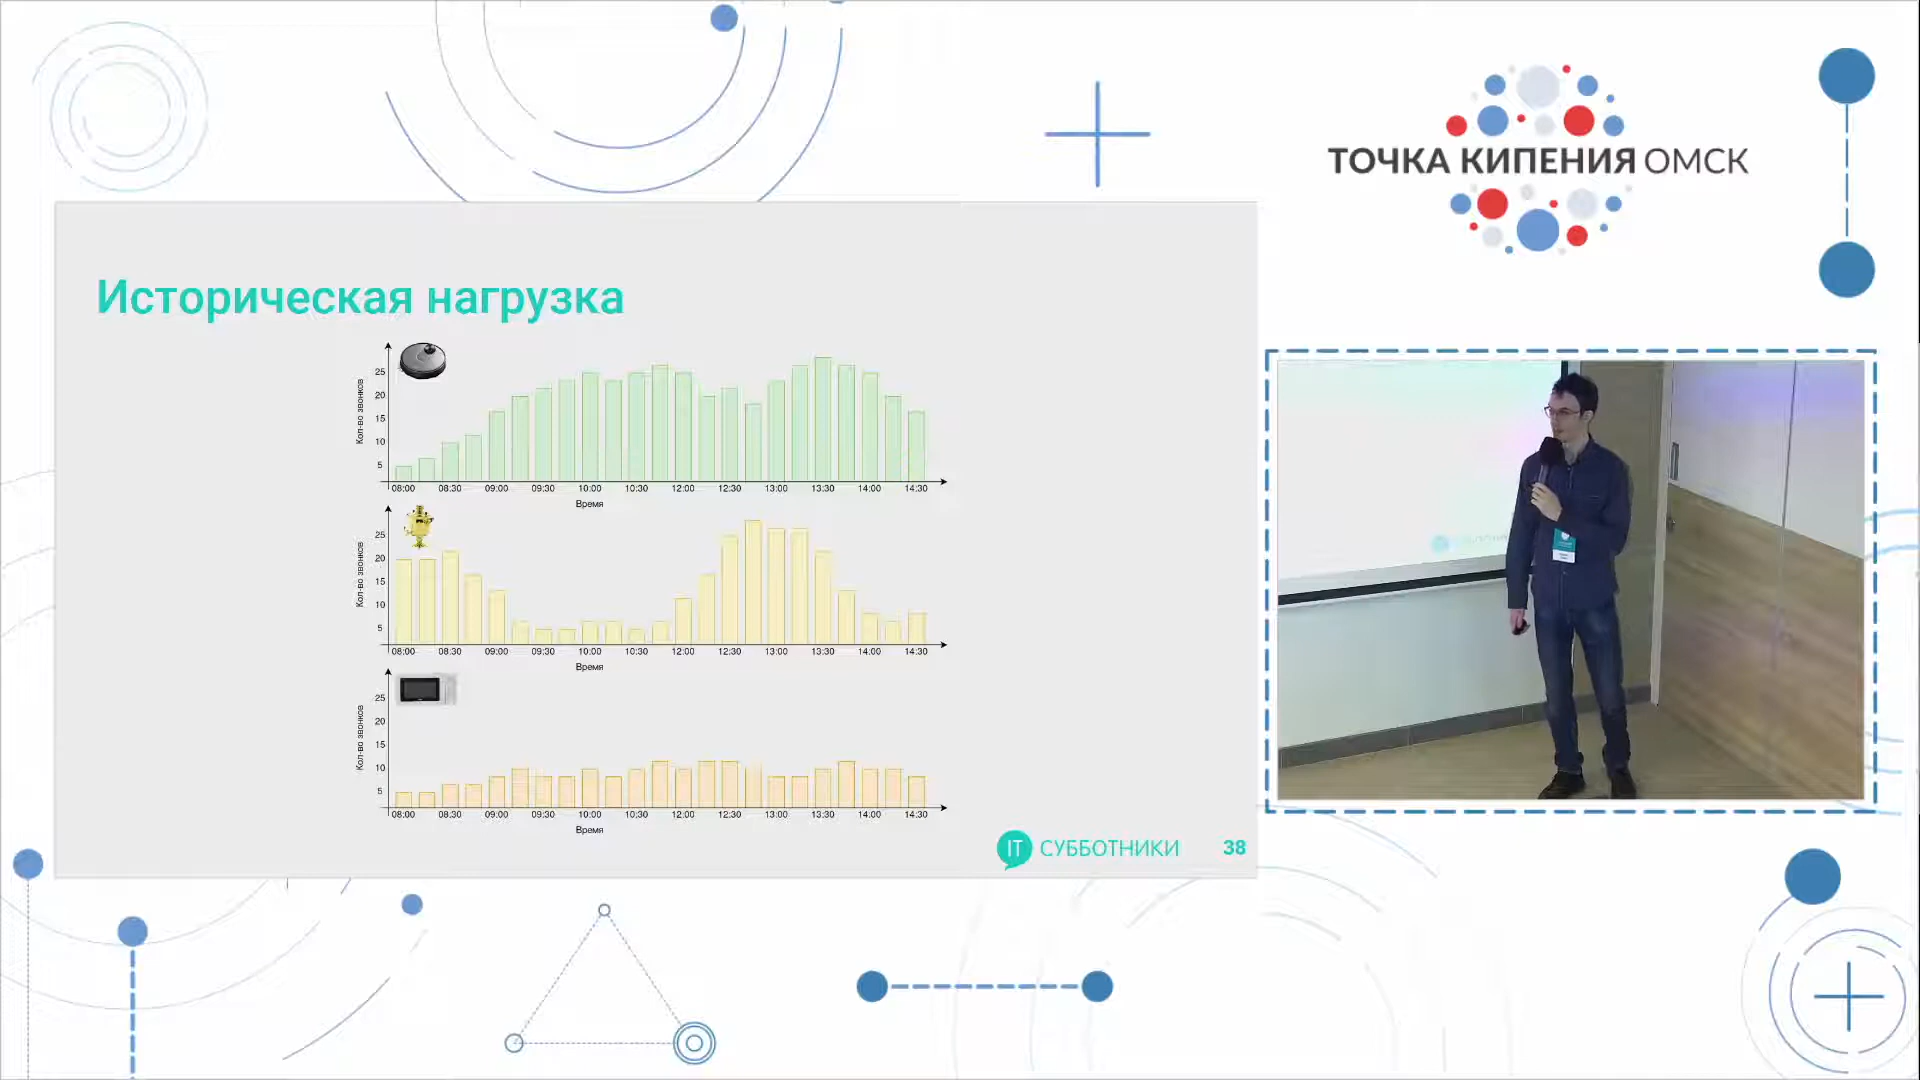 ТОЧКА КИПЕНИЯ ОМСК
Историческая нагрузка
Кол-во звонков
25
20
15
10
5
08:00 08:30 09:00 09:30 10:00 10:30 12:00 12:30 13:00 13:30 14:00 14:30
Время
Кол-во звонков
25
20
15
10
5
08:00 08:30 09:00 09:30 10:00 10:30 12:00 12:30 13:00 13:30 14:00 14:30
Время
Кол-во звонков
25
20
15
10
5
08:00 08:30 09:00 09:30 10:00 10:30 12:00 12:30 13:00 13:30 14:00 14:30
Время
IT СУББОТНИКИ 38